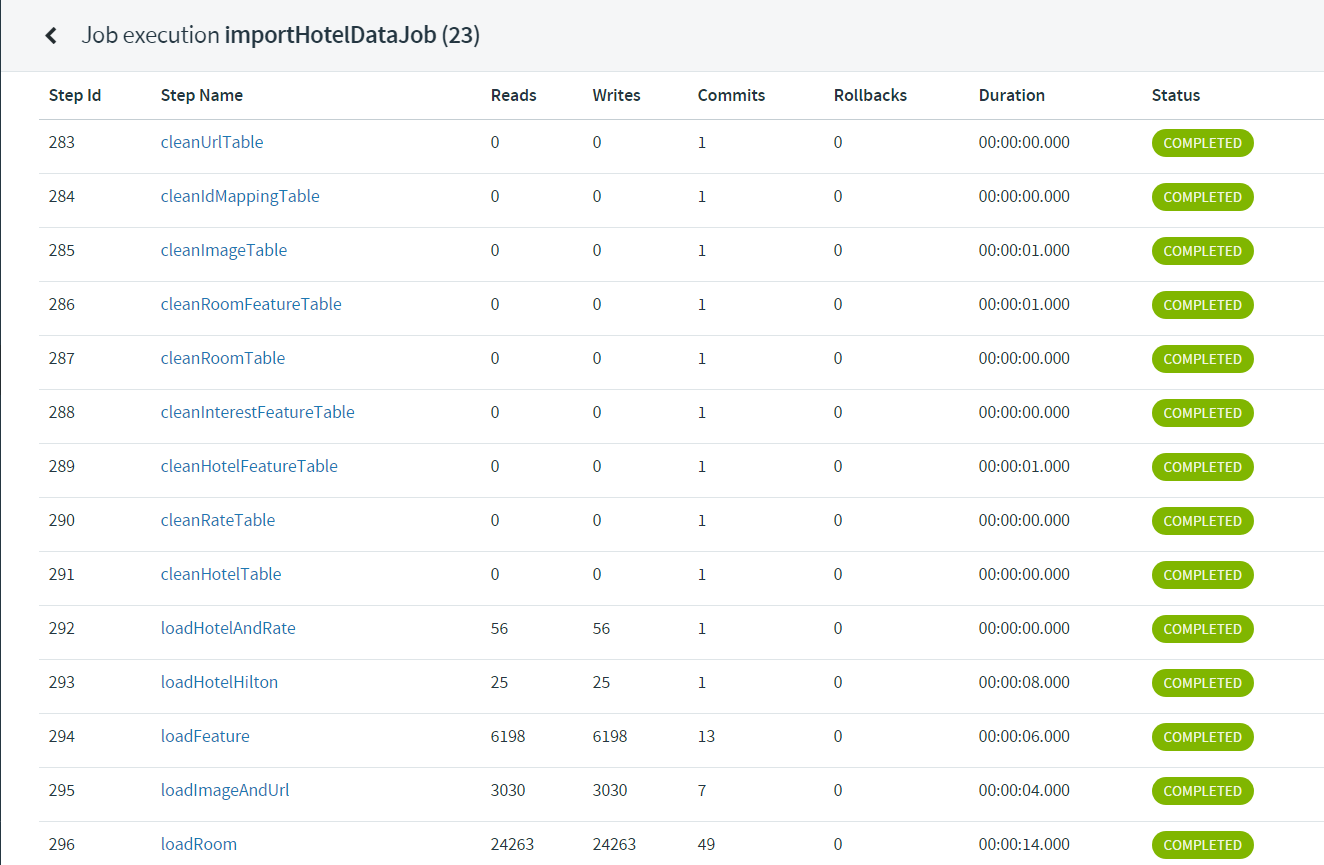 Job execution importHotelDataJob (23)
Step Id Step Name Reads Writes Commits Rollbacks Duration Status
283 cleanUrlTable 0 0 1 0 00:00:00.000 COMPLETED
284 cleanIdMappingTable 0 0 1 0 00:00:00.000 COMPLETED
285 cleanImageTable 0 0 1 0 00:00:01.000 COMPLETED
286 cleanRoomFeatureTable 0 0 1 0 00:00:01.000 COMPLETED
287 cleanRoomTable 0 0 1 0 00:00:00.000 COMPLETED
288 cleanInterestFeatureTable 0 0 1 0 00:00:00.000 COMPLETED
289 cleanHotelFeatureTable 0 0 1 0 00:00:01.000 COMPLETED
290 cleanRateTable 0 0 1 0 00:00:00.000 COMPLETED
291 cleanHotelTable 0 0 1 0 00:00:00.000 COMPLETED
292 loadHotelAndRate 56 56 1 0 00:00:00.000 COMPLETED
293 loadHotelHilton 25 25 1 0 00:00:08.000 COMPLETED
294 loadFeature 6198 6198 13 0 00:00:06.000 COMPLETED
295 loadImageAndUrl 3030 3030 7 0 00:00:04.000 COMPLETED
296 loadRoom 24263 24263 49 0 00:00:14.000 COMPLETED